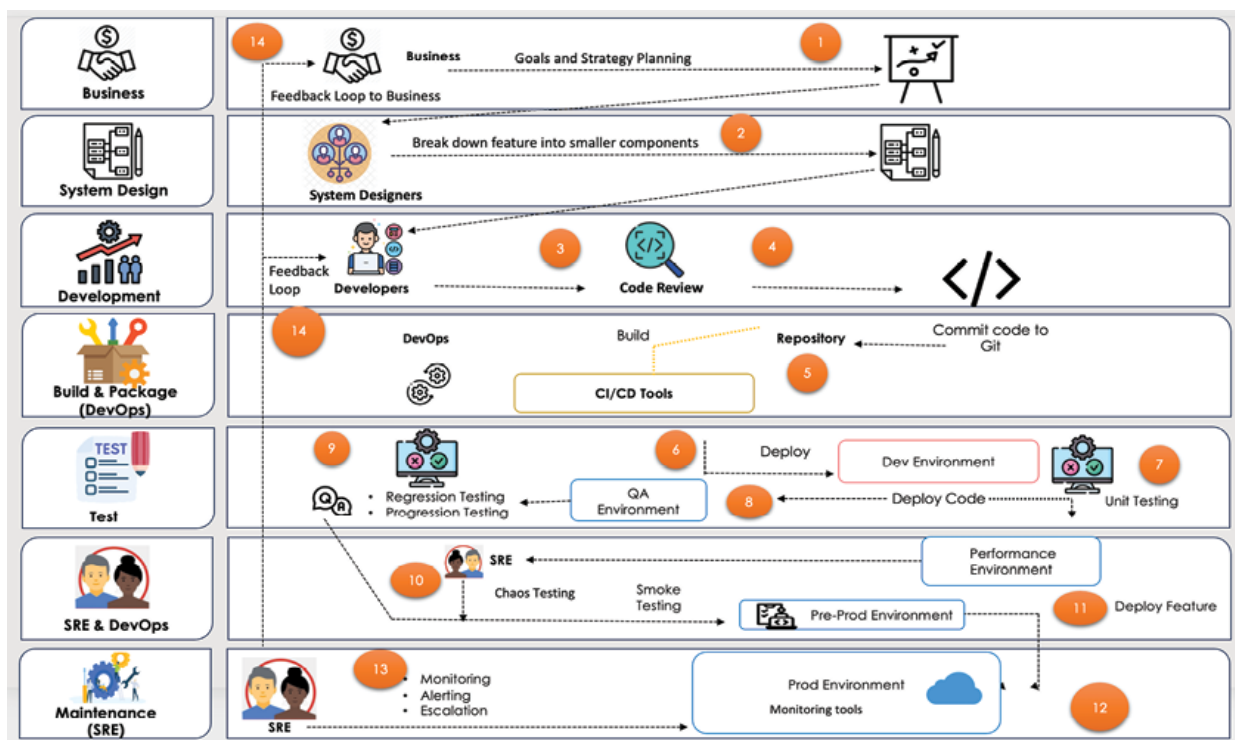 Business
14
$
$
Business
Feedback Loop to Business
Goals and Strategy Planning
1
System Design
System Designers
Break down feature into smaller components
2
Development
Feedback
Loop
Developers
3
Code Review
4
</>
Build & Package
(DevOps)
14
DevOps
Build
CI/CD Tools
Repository
5
Commit code to
Git
TEST
Test
9
Q
A
• Regression Testing
• Progression Testing
QA
Environment
6
Deploy
Dev Environment
7
Unit Testing
8
Deploy Code
SRE & DevOps
10
SRE
Chaos Testing
Smoke
Testing
Performance
Environment
Pre-Prod Environment
11
Deploy Feature
Maintenance
(SRE)
SRE
13
• Monitoring
• Alerting
• Escalation
Prod Environment
Monitoring tools
12